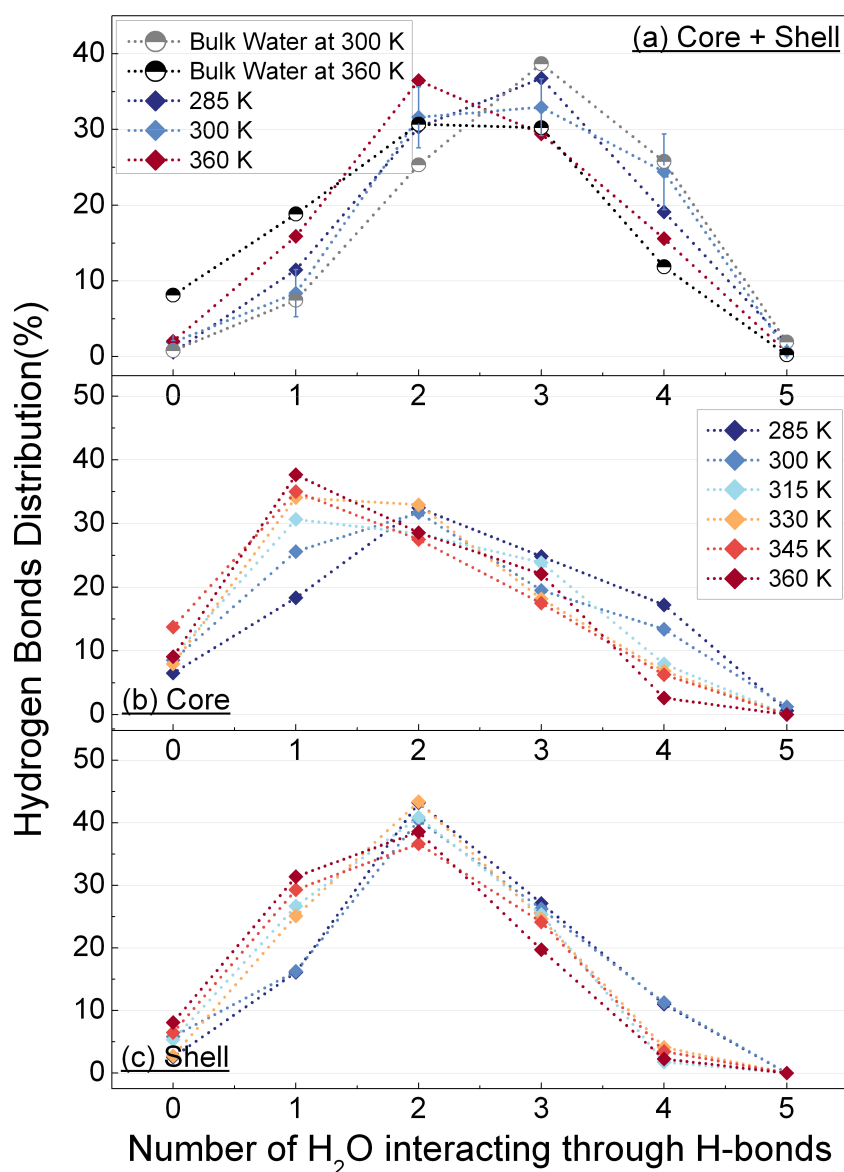 Hydrogen Bonds Distribution(%)
Bulk Water at 300 K
Bulk Water at 360 K
285 K
300 K
360 K
(a) Core + Shell
40
30
20
10
0
0 1 2 3 4 5
50
40
30
20
10
0
285 K
300 K
315 K
330 K
345 K
360 K
(b) Core
0 1 2 3 4 5
50
40
30
20
10
0
(c) Shell
0 1 2 3 4 5
Number of H₂O interacting through H-bonds